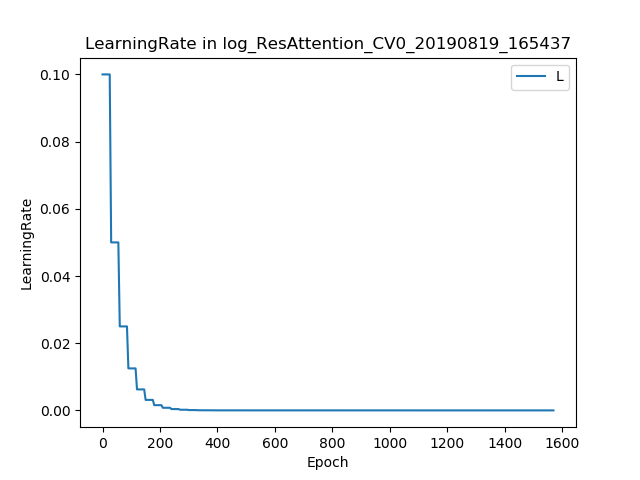 LearningRate in log_ResAttention_CV0_20190819_165437
L
0.10
0.08
0.06
0.04
0.02
0.00
LearningRate
0 200 400 600 800 1000 1200 1400 1600
Epoch